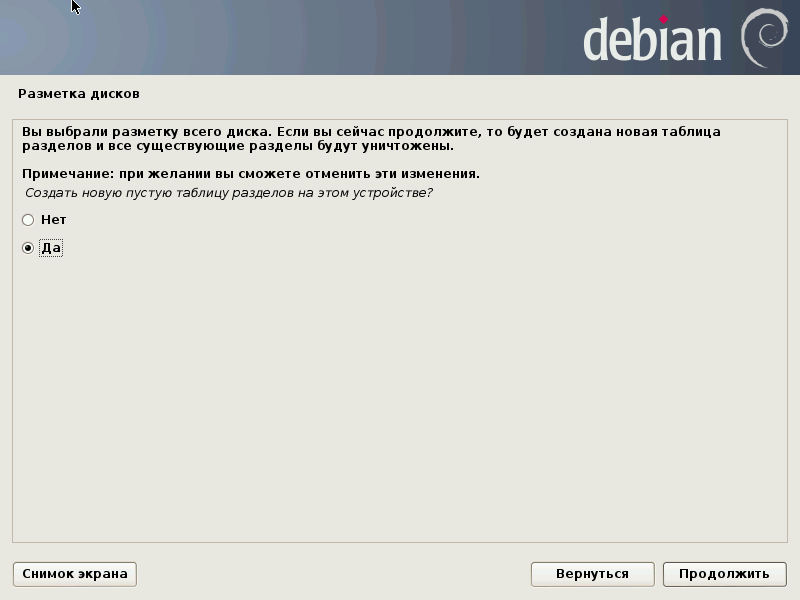 debian
Разметка дисков
Вы выбрали разметку всего диска. Если вы сейчас продолжите, то будет создана новая таблица
разделов и все существующие разделы будут уничтожены.
Примечание: при желании вы сможете отменить эти изменения.
Создать новую пустую таблицу разделов на этом устройстве?
Нет
Да
Снимок экрана
Вернуться
Продолжить